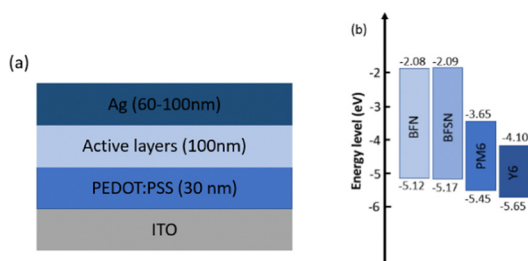 (a)
Ag (60-100nm)
Active layers (100nm)
PEDOT:PSS (30 nm)
ITO
(b)
Energy level (eV)
-2
-3
-4
-5
-6
-2.08
BFN
-5.12
-2.09
BFSN
-5.17
-3.65
PM6
-5.45
-4.10
Y6
-5.65